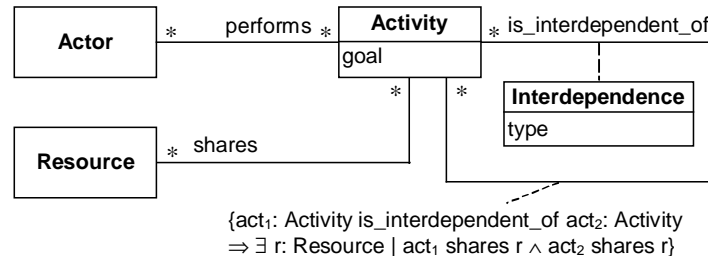 Actor
* performs *
Activity
goal
* is_interdependent_of
Interdependence
type
* *
Resource
* shares
{act₁: Activity is_interdependent_of act₂: Activity
⇒ ∃ r: Resource | act₁ shares r ∧ act₂ shares r}